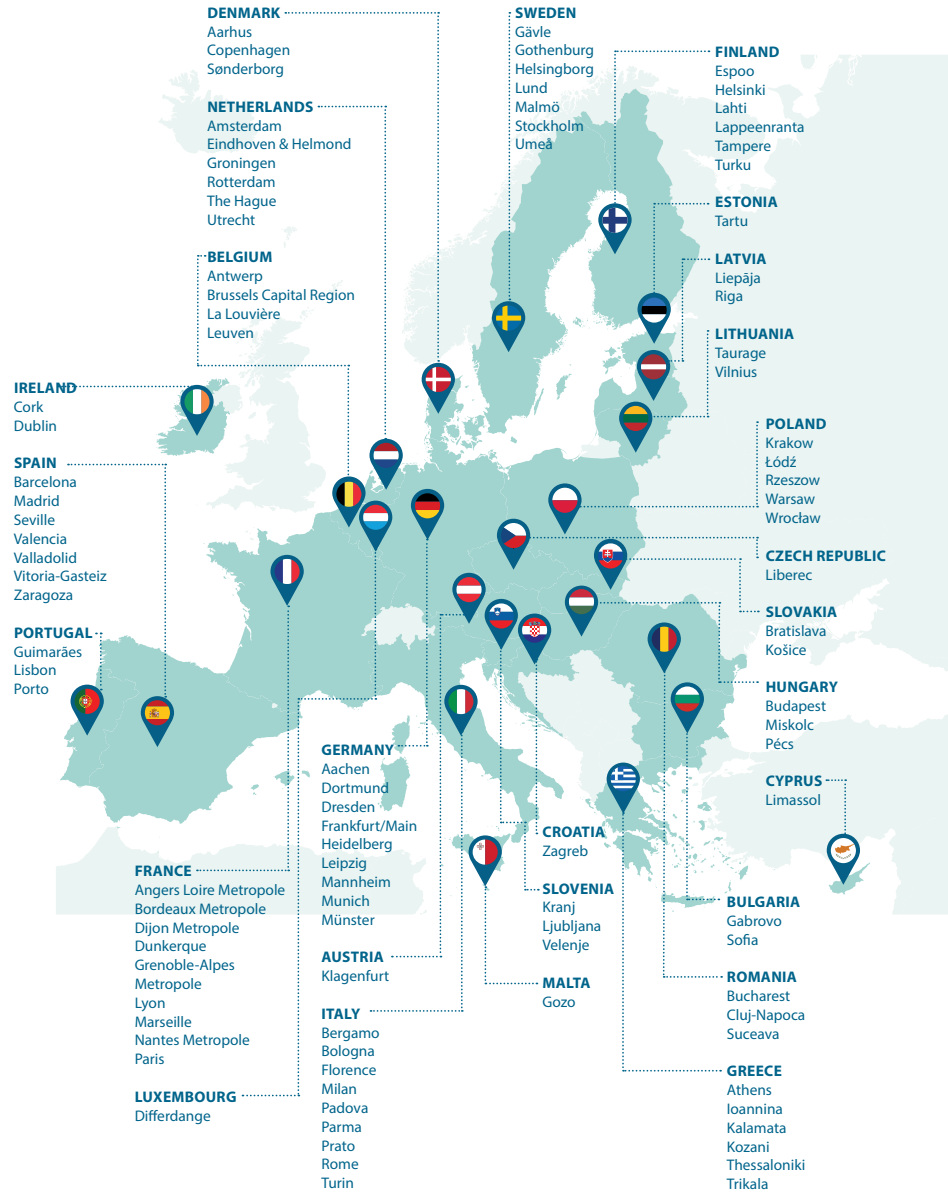 DENMARK
Aarhus
Copenhagen
Sønderborg
NETHERLANDS
Amsterdam
Eindhoven & Helmond
Groningen
Rotterdam
The Hague
Utrecht
BELGIUM
Antwerp
Brussels Capital Region
La Louvière
Leuven
IRELAND
Cork
Dublin
SPAIN
Barcelona
Madrid
Seville
Valencia
Valladolid
Vitoria-Gasteiz
Zaragoza
PORTUGAL
Guimarães
Lisbon
Porto
SWEDEN
Gävle
Gothenburg
Helsingborg
Lund
Malmö
Stockholm
Umeå
FINLAND
Espoo
Helsinki
Lahti
Lappeenranta
Tampere
Turku
ESTONIA
Tartu
LATVIA
Liepāja
Riga
LITHUANIA
Taurage
Vilnius
POLAND
Krakow
Łódź
Rzeszow
Warsaw
Wrocław
CZECH REPUBLIC
Liberec
SLOVAKIA
Bratislava
Košice
HUNGARY
Budapest
Miskolc
Pécs
CYPRUS
Limassol
FRANCE
Angers Loire Metropole
Bordeaux Metropole
Dijon Metropole
Dunkerque
Grenoble-Alpes
Metropole
Lyon
Marseille
Nantes Metropole
Paris
LUXEMBOURG
Differdange
GERMANY
Aachen
Dortmund
Dresden
Frankfurt/Main
Heidelberg
Leipzig
Mannheim
Munich
Münster
AUSTRIA
Klagenfurt
ITALY
Bergamo
Bologna
Florence
Milan
Padova
Parma
Prato
Rome
Turin
CROATIA
Zagreb
SLOVENIA
Kranj
Ljubljana
Velenje
MALTA
Gozo
BULGARIA
Gabrovo
Sofia
ROMANIA
Bucharest
Cluj-Napoca
Suceava
GREECE
Athens
Ioannina
Kalamata
Kozani
Thessaloniki
Trikala